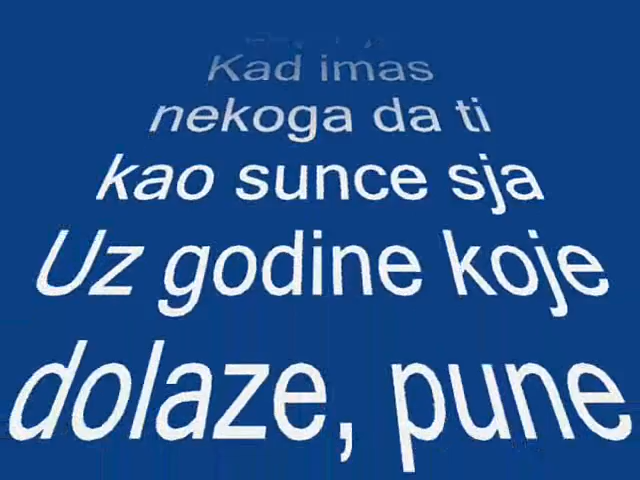 Kad imas
nekoga da ti
kao sunce sja
Uz godine koje
dolaze, pune